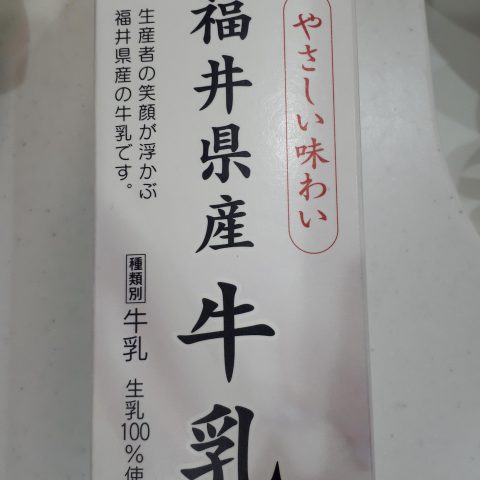 やさしい味わい
福井県産牛乳
生産者の笑顔が浮かぶ
福井県産の牛乳です。
種類別 牛乳 生乳100%使